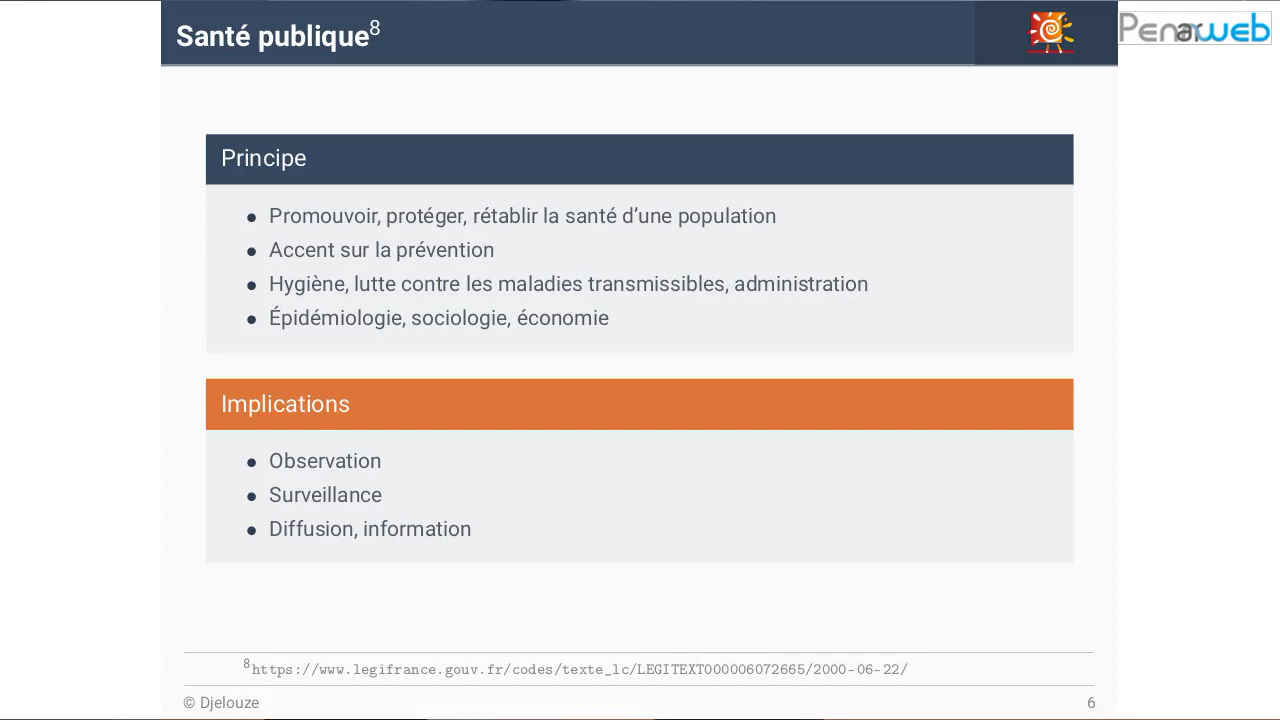 Santé publique⁸
Penarweb
Principe
● Promouvoir, protéger, rétablir la santé d’une population
● Accent sur la prévention
● Hygiène, lutte contre les maladies transmissibles, administration
● Épidémiologie, sociologie, économie
Implications
● Observation
● Surveillance
● Diffusion, information
⁸https://www.legifrance.gouv.fr/codes/texte_lc/LEGITEXT000006072665/2000-06-22/
© Djelouze
6